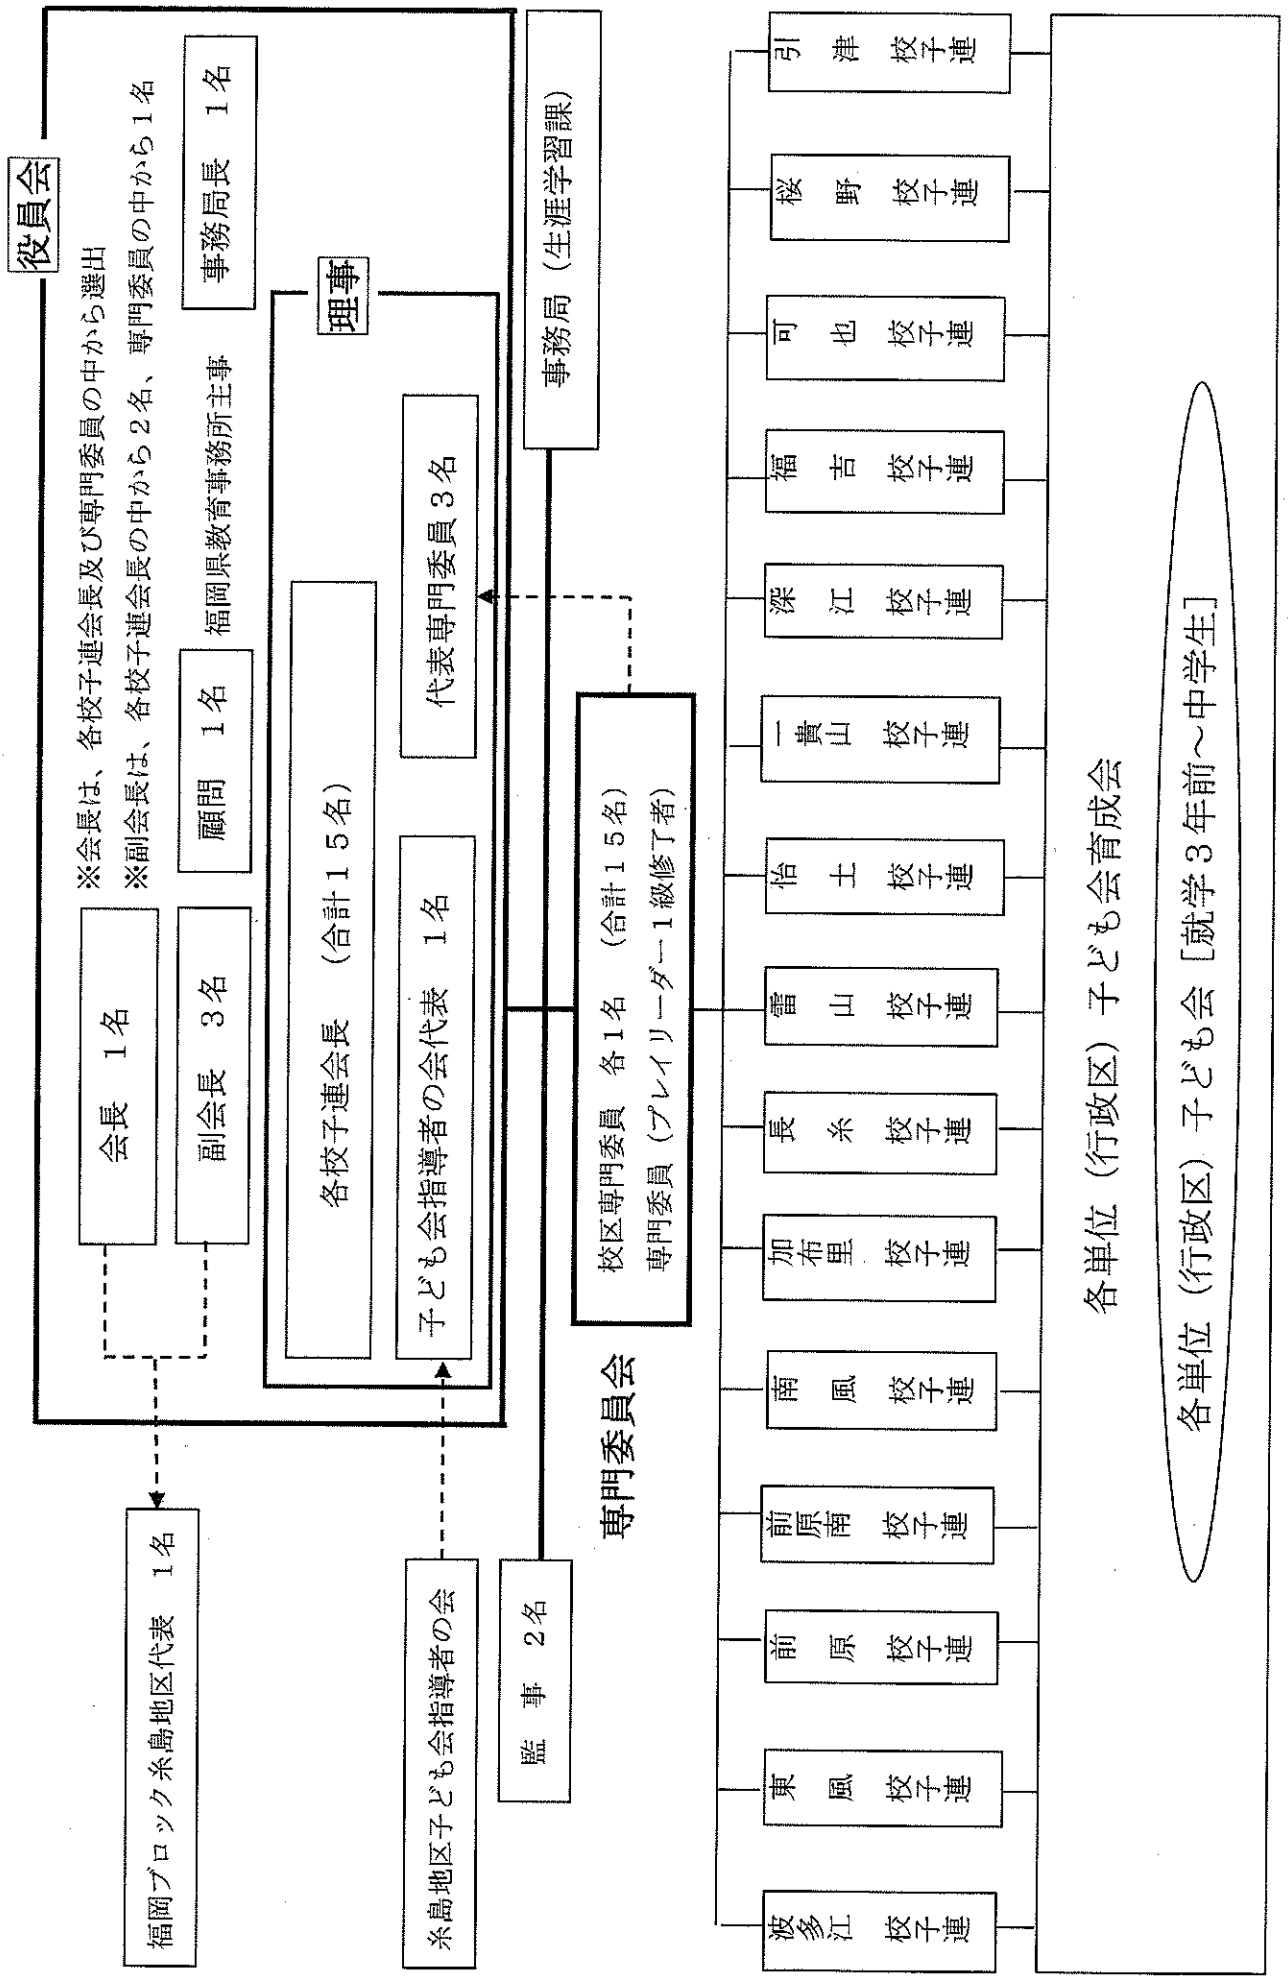 役員会
会長　1名
※会長は、各校子連会長及び専門委員の中から選出
副会長　3名
※副会長は、各校子連会長の中から2名、専門委員の中から1名
顧問　1名
福岡県教育事務所主事
事務局長　1名
福岡ブロック糸島地区代表　1名
理事
各校子連会長　（合計15名）
子ども会指導者の会代表　1名
代表専門委員3名
糸島地区子ども会指導者の会
監　事　2名
事務局（生涯学習課）
専門委員会
校区専門委員　各1名　（合計15名）
専門委員（プレイリーダー1級修了者）
波多江　校子連
東風　校子連
前原　校子連
前原南　校子連
南風　校子連
加布里　校子連
長糸　校子連
雷山　校子連
怡土　校子連
一貴山　校子連
深江　校子連
福吉　校子連
可也　校子連
桜野　校子連
引津　校子連
各単位（行政区）子ども会育成会
各単位（行政区）子ども会［就学3年前～中学生］